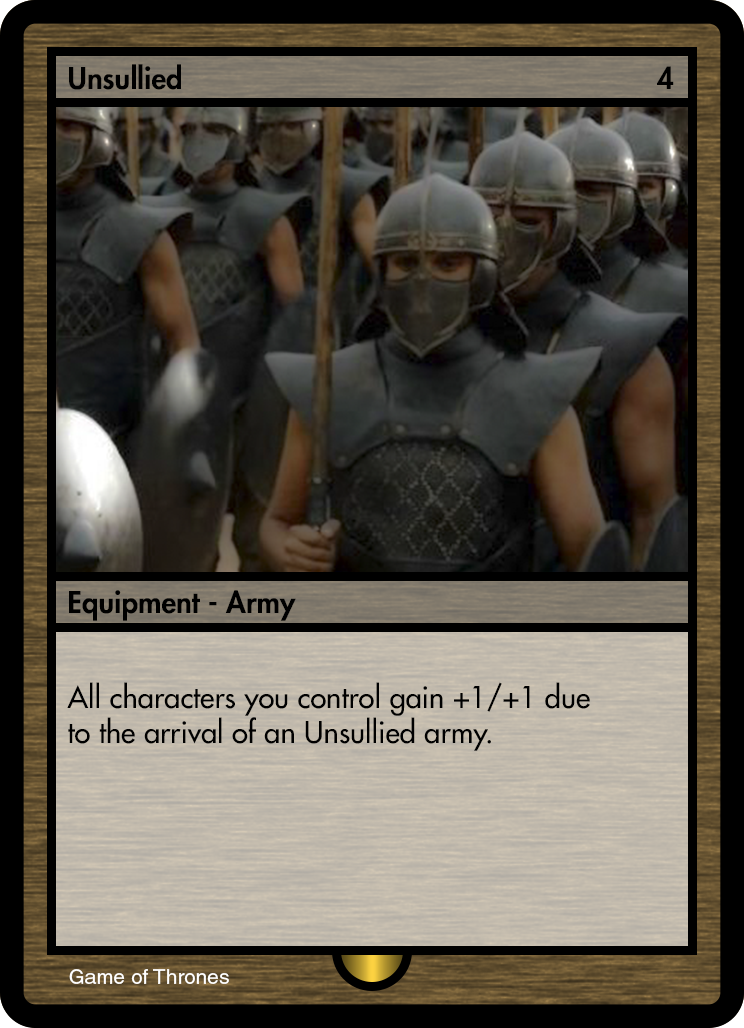 Unsullied 4
Equipment - Army
All characters you control gain +1/+1 due
to the arrival of an Unsullied army.
Game of Thrones